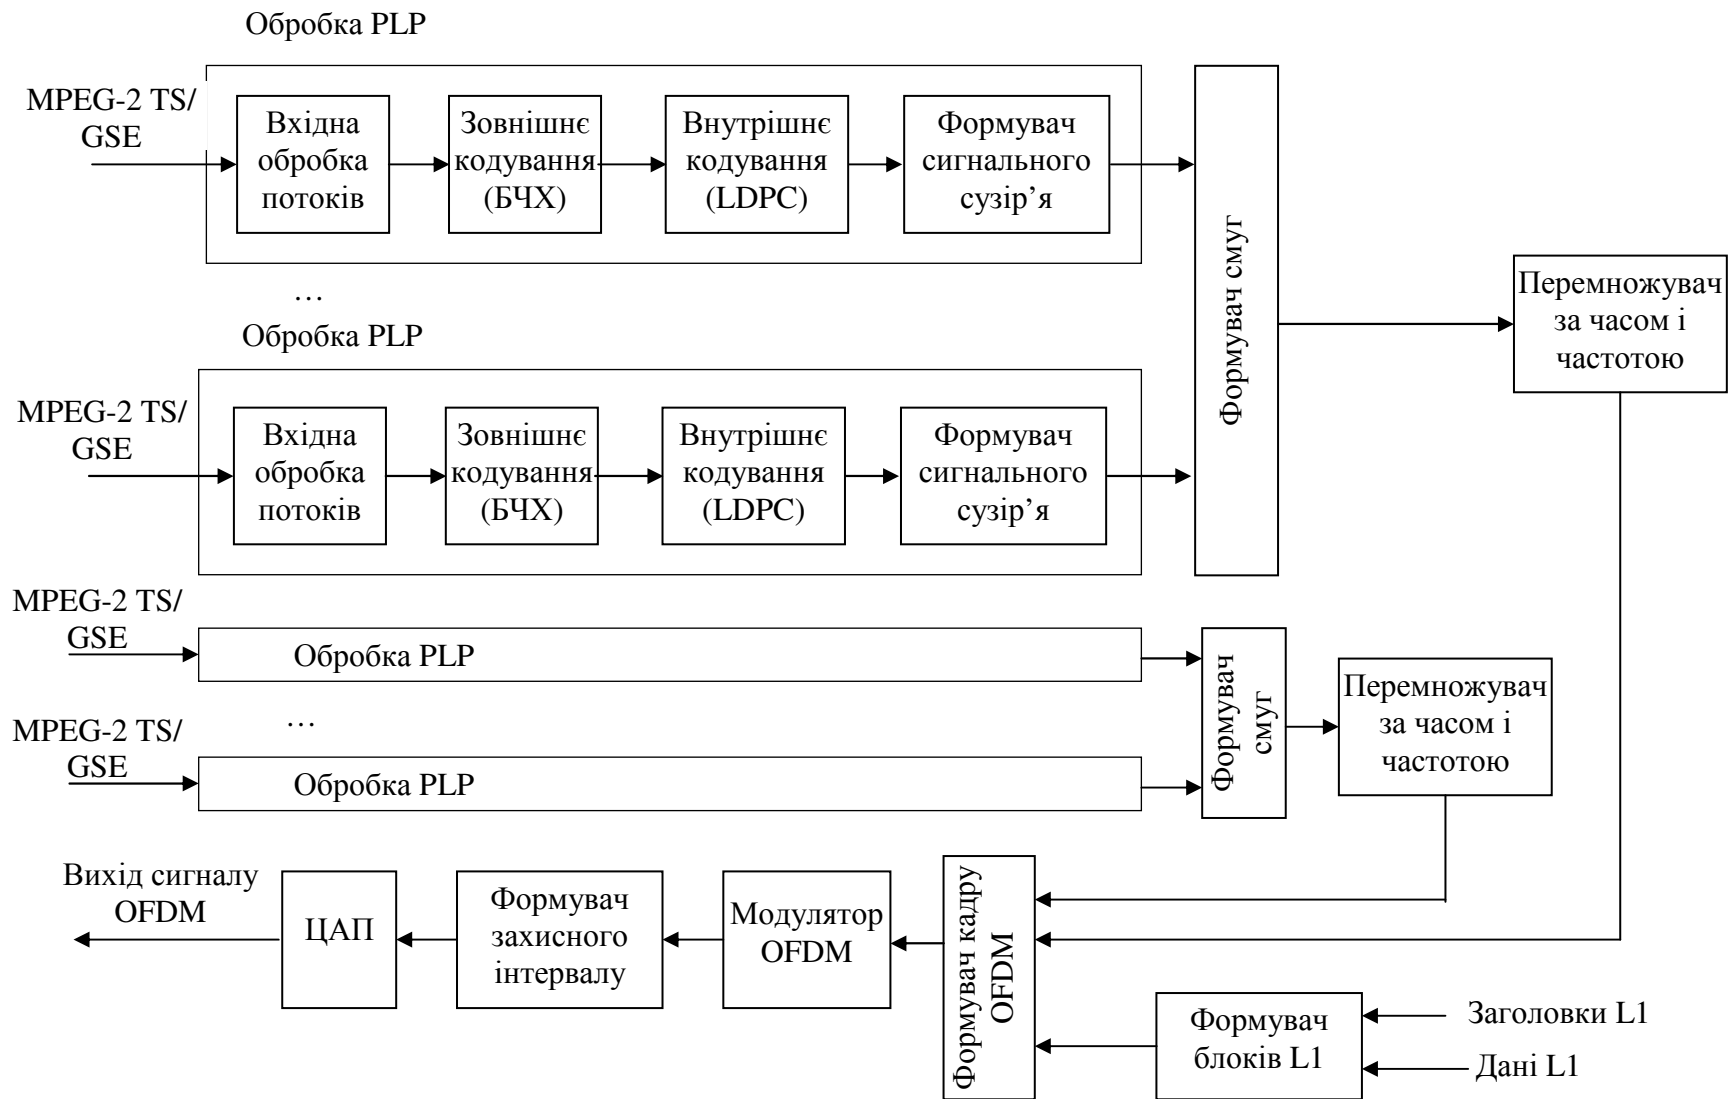 Обробка PLP
MPEG-2 TS/
GSE
Вхідна
обробка
потоків
Зовнішнє
кодування
(БЧХ)
Внутрішнє
кодування
(LDPC)
Формувач
сигнального
сузір’я
Формувач смуг
Перемножувач
за часом і
частотою
…
Обробка PLP
MPEG-2 TS/
GSE
Вхідна
обробка
потоків
Зовнішнє
кодування
(БЧХ)
Внутрішнє
кодування
(LDPC)
Формувач
сигнального
сузір’я
MPEG-2 TS/
GSE
Обробка PLP
…
MPEG-2 TS/
GSE
Обробка PLP
Формувач
смуг
Перемножувач
за часом і
частотою
Вихід сигналу
OFDM
ЦАП
Формувач
захисного
інтервалу
Модулятор
OFDM
Формувач кадру
OFDM
Формувач
блоків L1
Заголовки L1
Дані L1